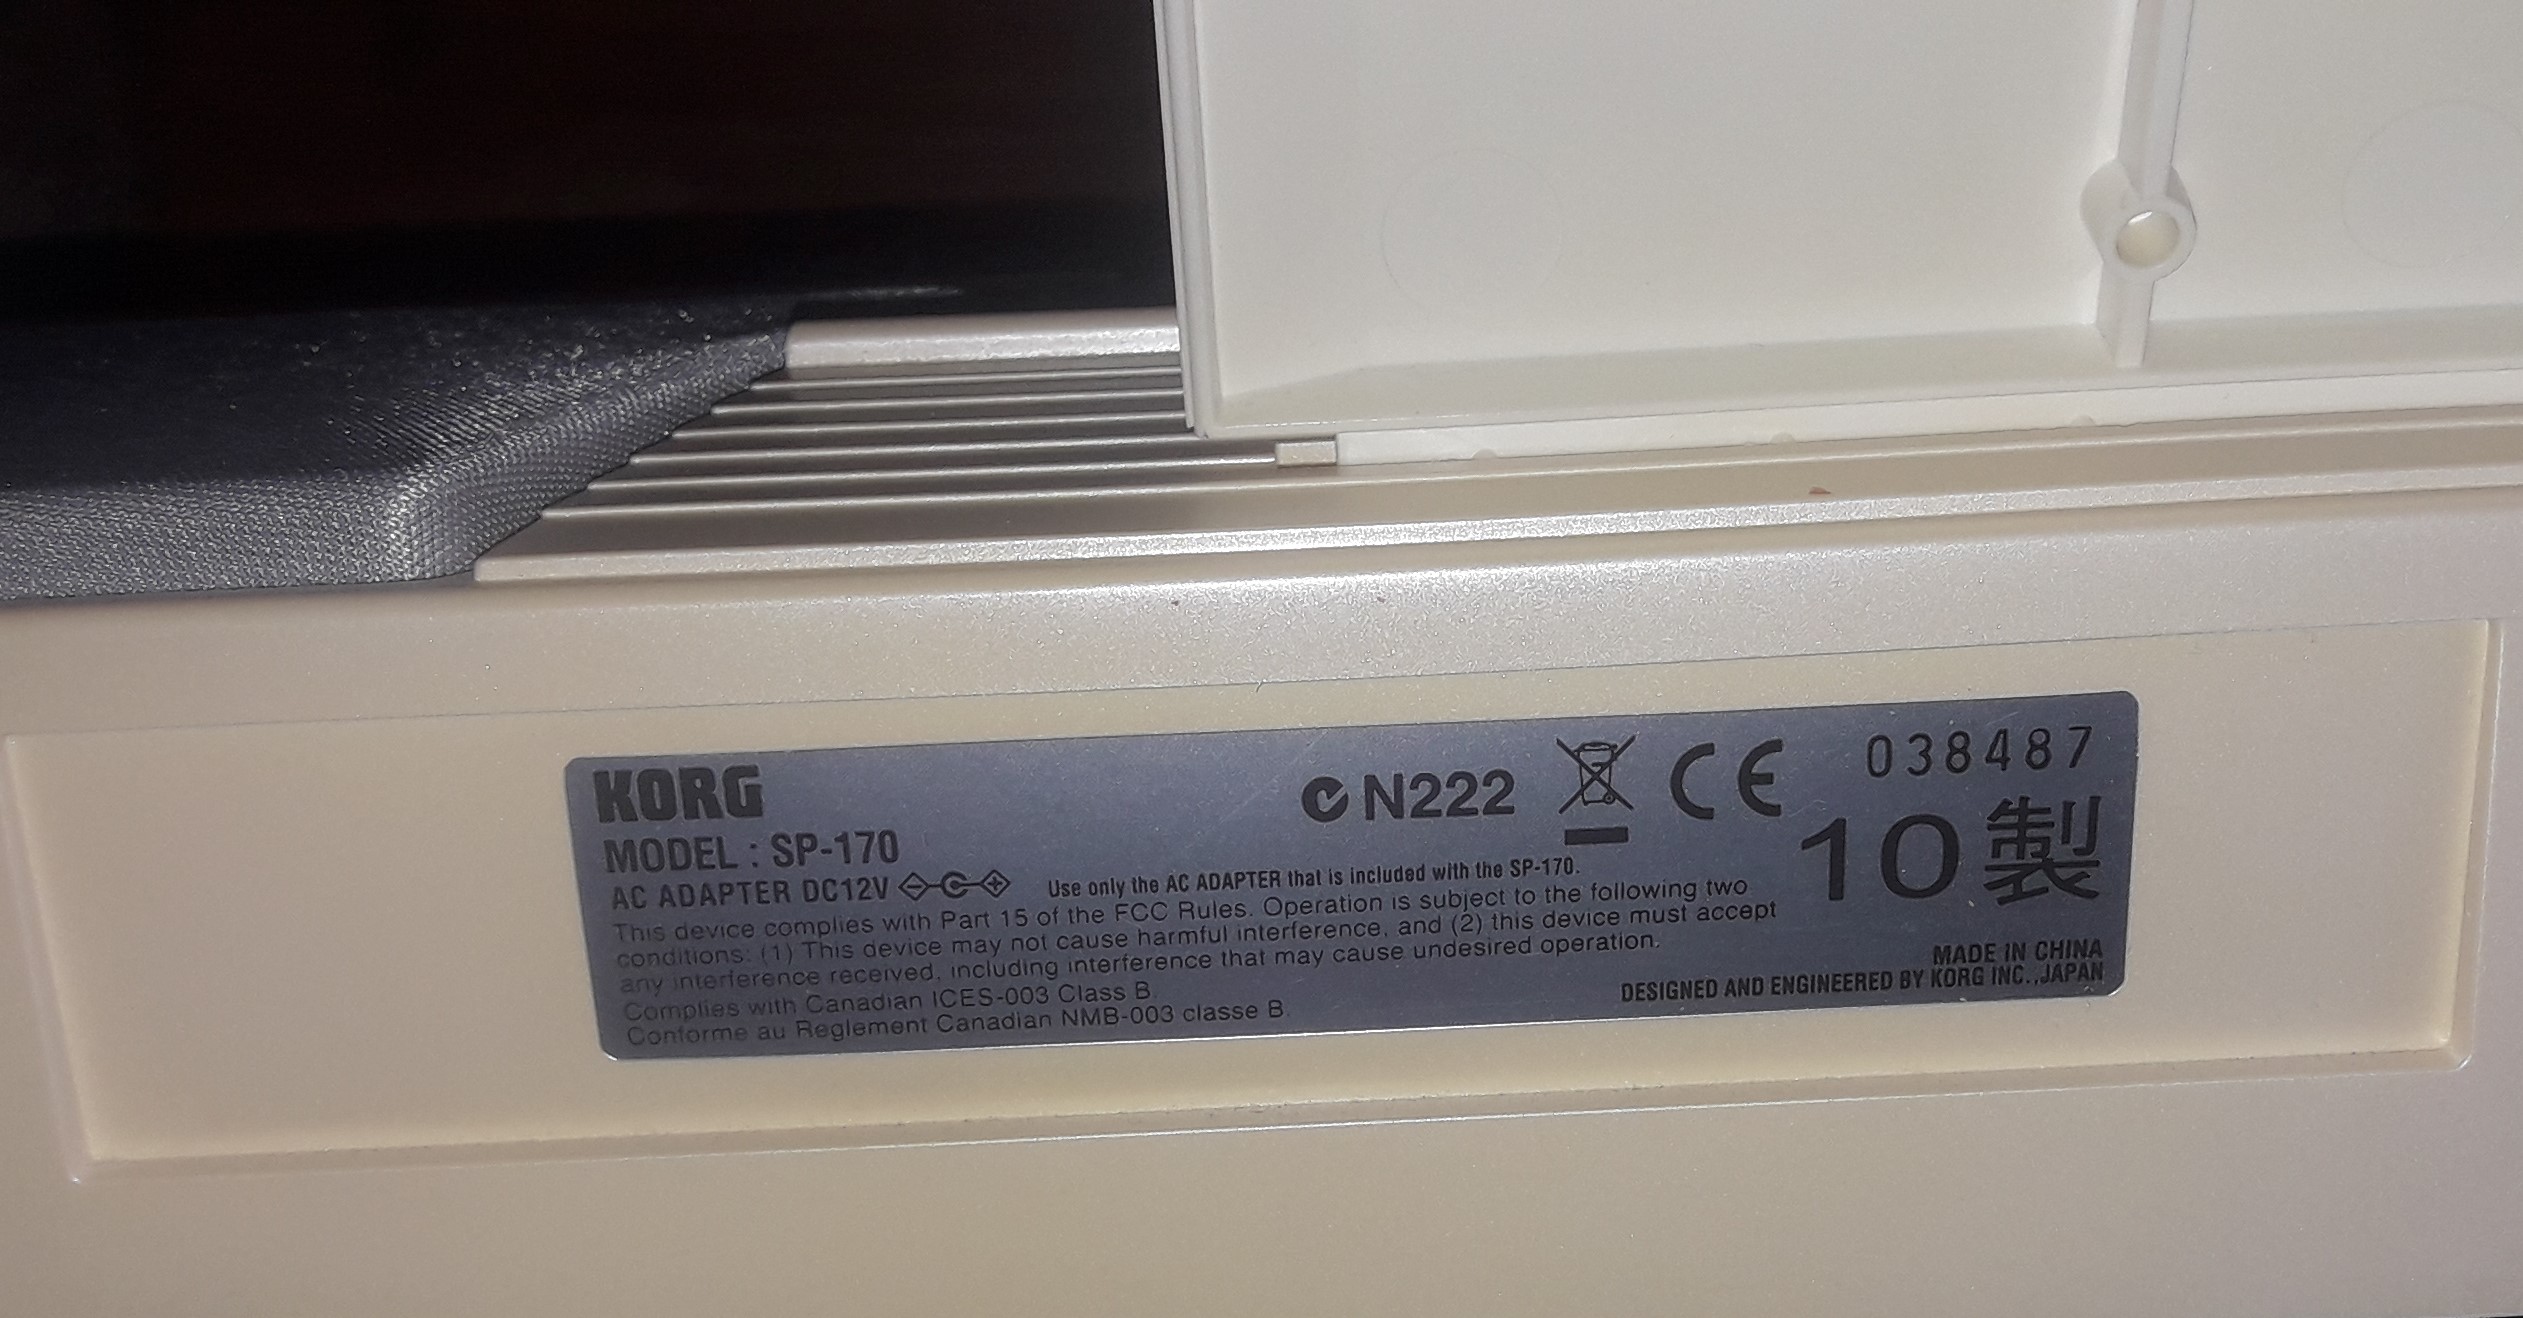 KORG
MODEL : SP-170
AC ADAPTER DC12V
Use only the AC ADAPTER that is included with the SP-170.
This device complies with Part 15 of the FCC Rules. Operation is subject to the following two
conditions: (1) This device may not cause harmful interference, and (2) this device must accept
any interference received, including interference that may cause undesired operation.
Complies with Canadian ICES-003 Class B.
Conforme au Reglement Canadian NMB-003 classe B.
N222
CE
038487
10製
MADE IN CHINA
DESIGNED AND ENGINEERED BY KORG INC.,JAPAN